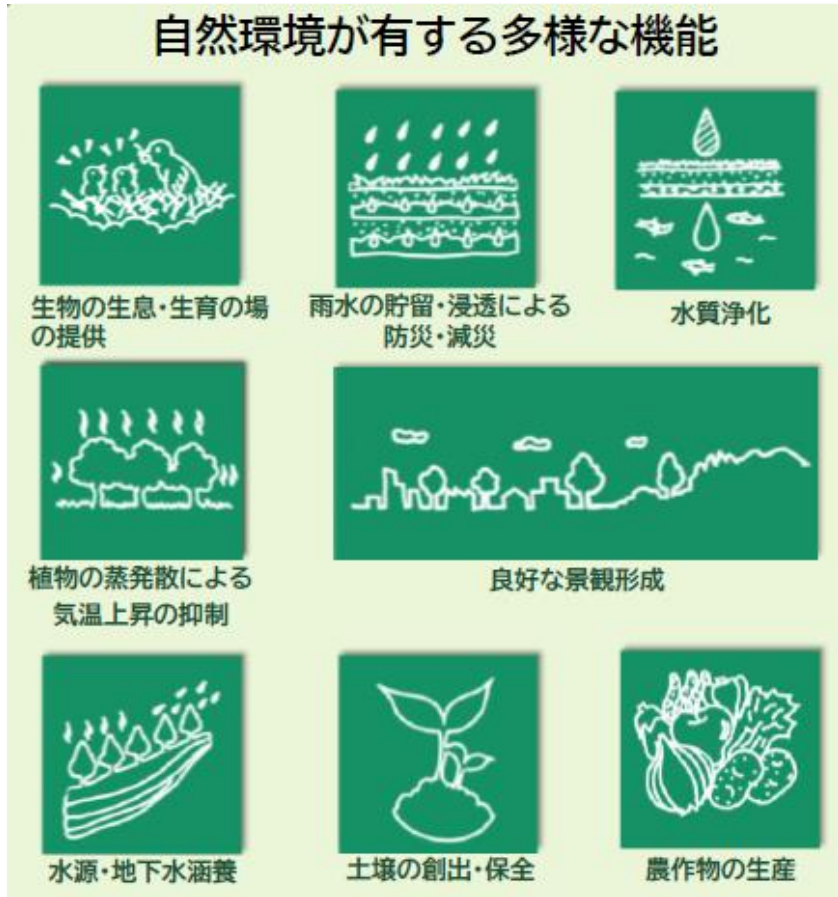 自然環境が有する多様な機能
生物の生息・生育の場
の提供
雨水の貯留・浸透による
防災・減災
水質浄化
植物の蒸発散による
気温上昇の抑制
良好な景観形成
水源・地下水涵養
土壌の創出・保全
農作物の生産